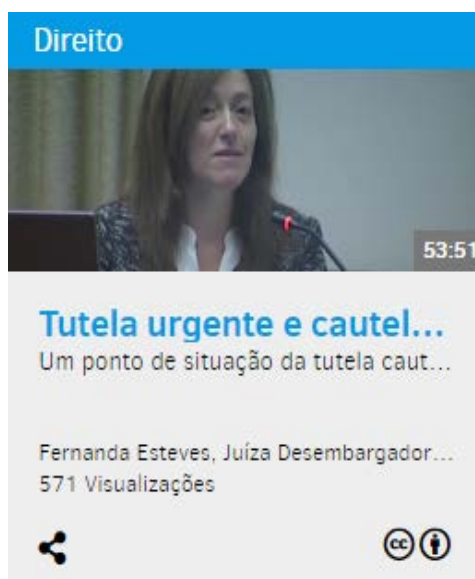 Direito
53:51
Tutela urgente e cautel...
Um ponto de situação da tutela caut...
Fernanda Esteves, Juíza Desembargador...
571 Visualizações
cc